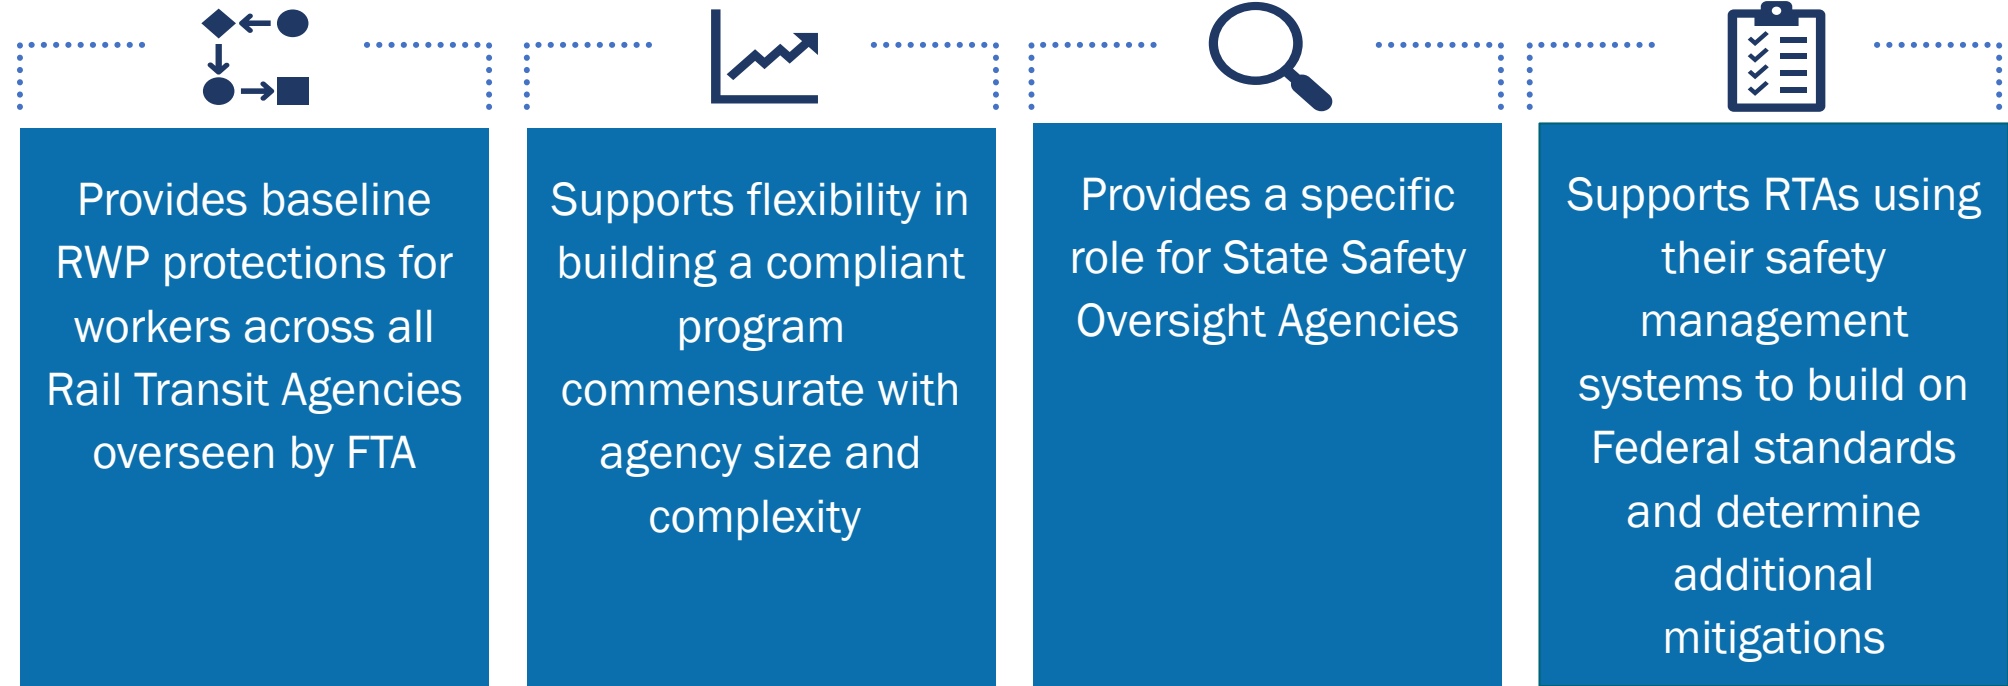 Provides baseline
RWP protections for
workers across all
Rail Transit Agencies
overseen by FTA
Supports flexibility in
building a compliant
program
commensurate with
agency size and
complexity
Provides a specific
role for State Safety
Oversight Agencies
Supports RTAs using
their safety
management
systems to build on
Federal standards
and determine
additional
mitigations